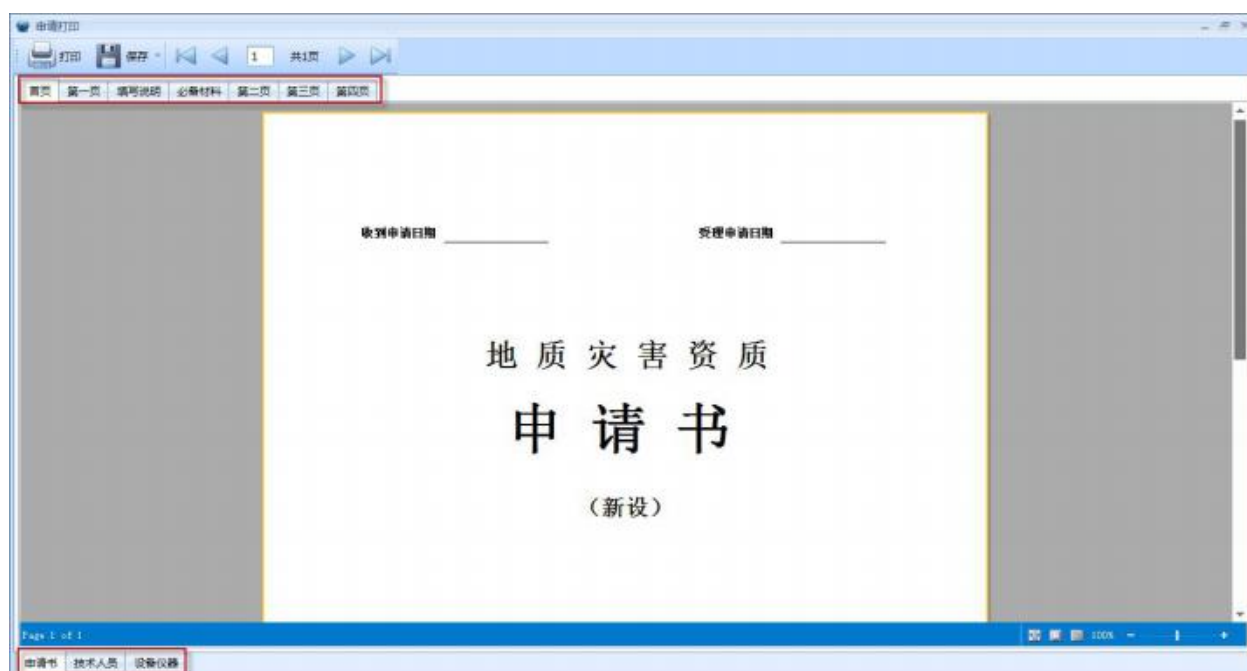 申请打印
打印 保存 1 共1页
首页 第一页 填写说明 必备材料 第二页 第三页 第四页
收到申请日期 受理申请日期
地质灾害资质
申请书
（新设）
Page 1 of 1 100%
申请书 技术人员 设备仪器